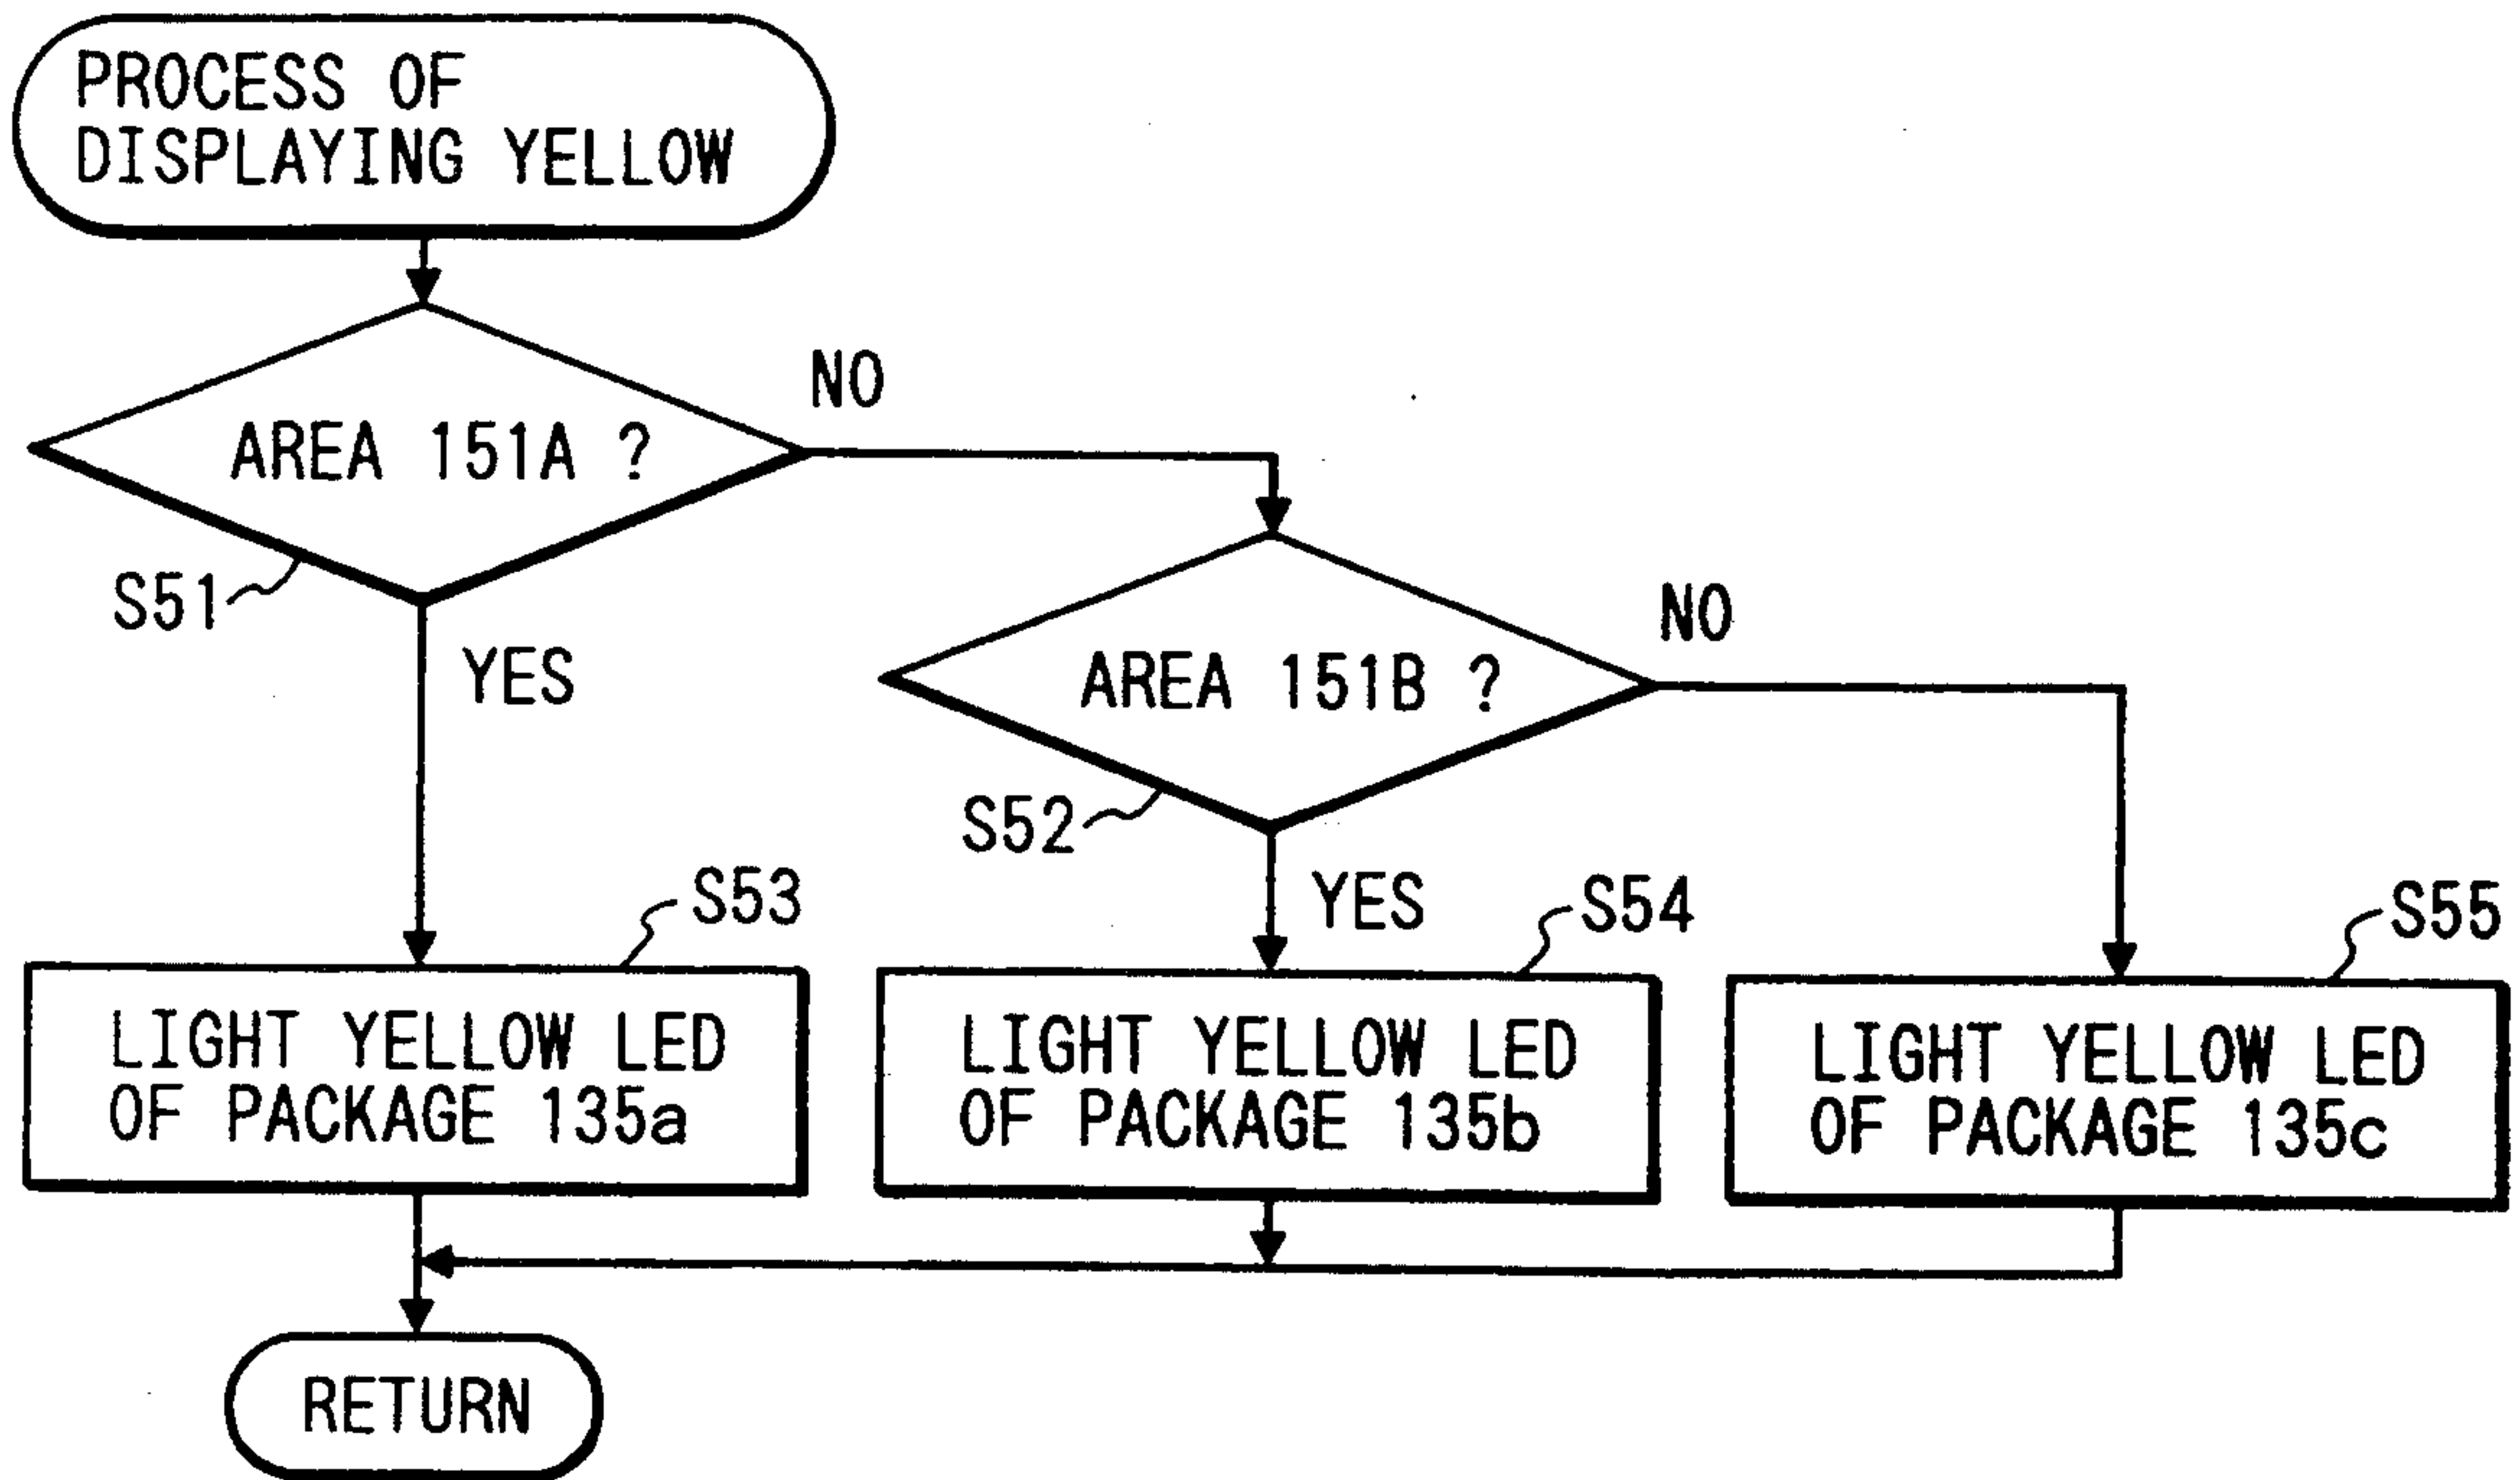 PROCESS OF
DISPLAYING YELLOW
AREA 151A ?
NO
S51
YES
AREA 151B ?
NO
S52
YES
S53
LIGHT YELLOW LED
OF PACKAGE 135a
S54
LIGHT YELLOW LED
OF PACKAGE 135b
S55
LIGHT YELLOW LED
OF PACKAGE 135c
RETURN